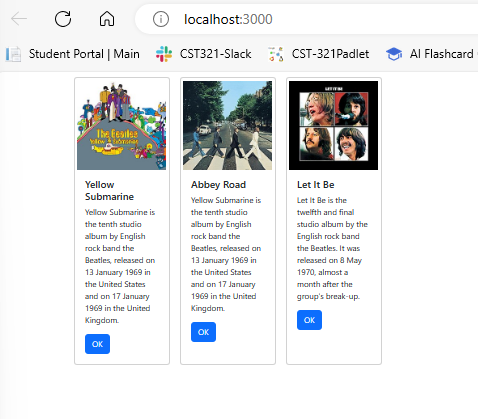 localhost:3000
Student Portal | Main
CST321-Slack
CST-321Padlet
AI Flashcard
The Beatles
Yellow Submarine
LET IT BE
Yellow
Submarine
Yellow Submarine is
the tenth studio
album by English
rock band the
Beatles, released on
13 January 1969 in
the United States
and on 17 January
1969 in the United
Kingdom.
OK
Abbey Road
Yellow Submarine is
the tenth studio
album by English
rock band the
Beatles, released on
13 January 1969 in
the United States
and on 17 January
1969 in the United
Kingdom.
OK
Let It Be
Let It Be is the
twelfth and final
studio album by the
English rock band
the Beatles. It was
released on 8 May
1970, almost a
month after the
group's break-up.
OK